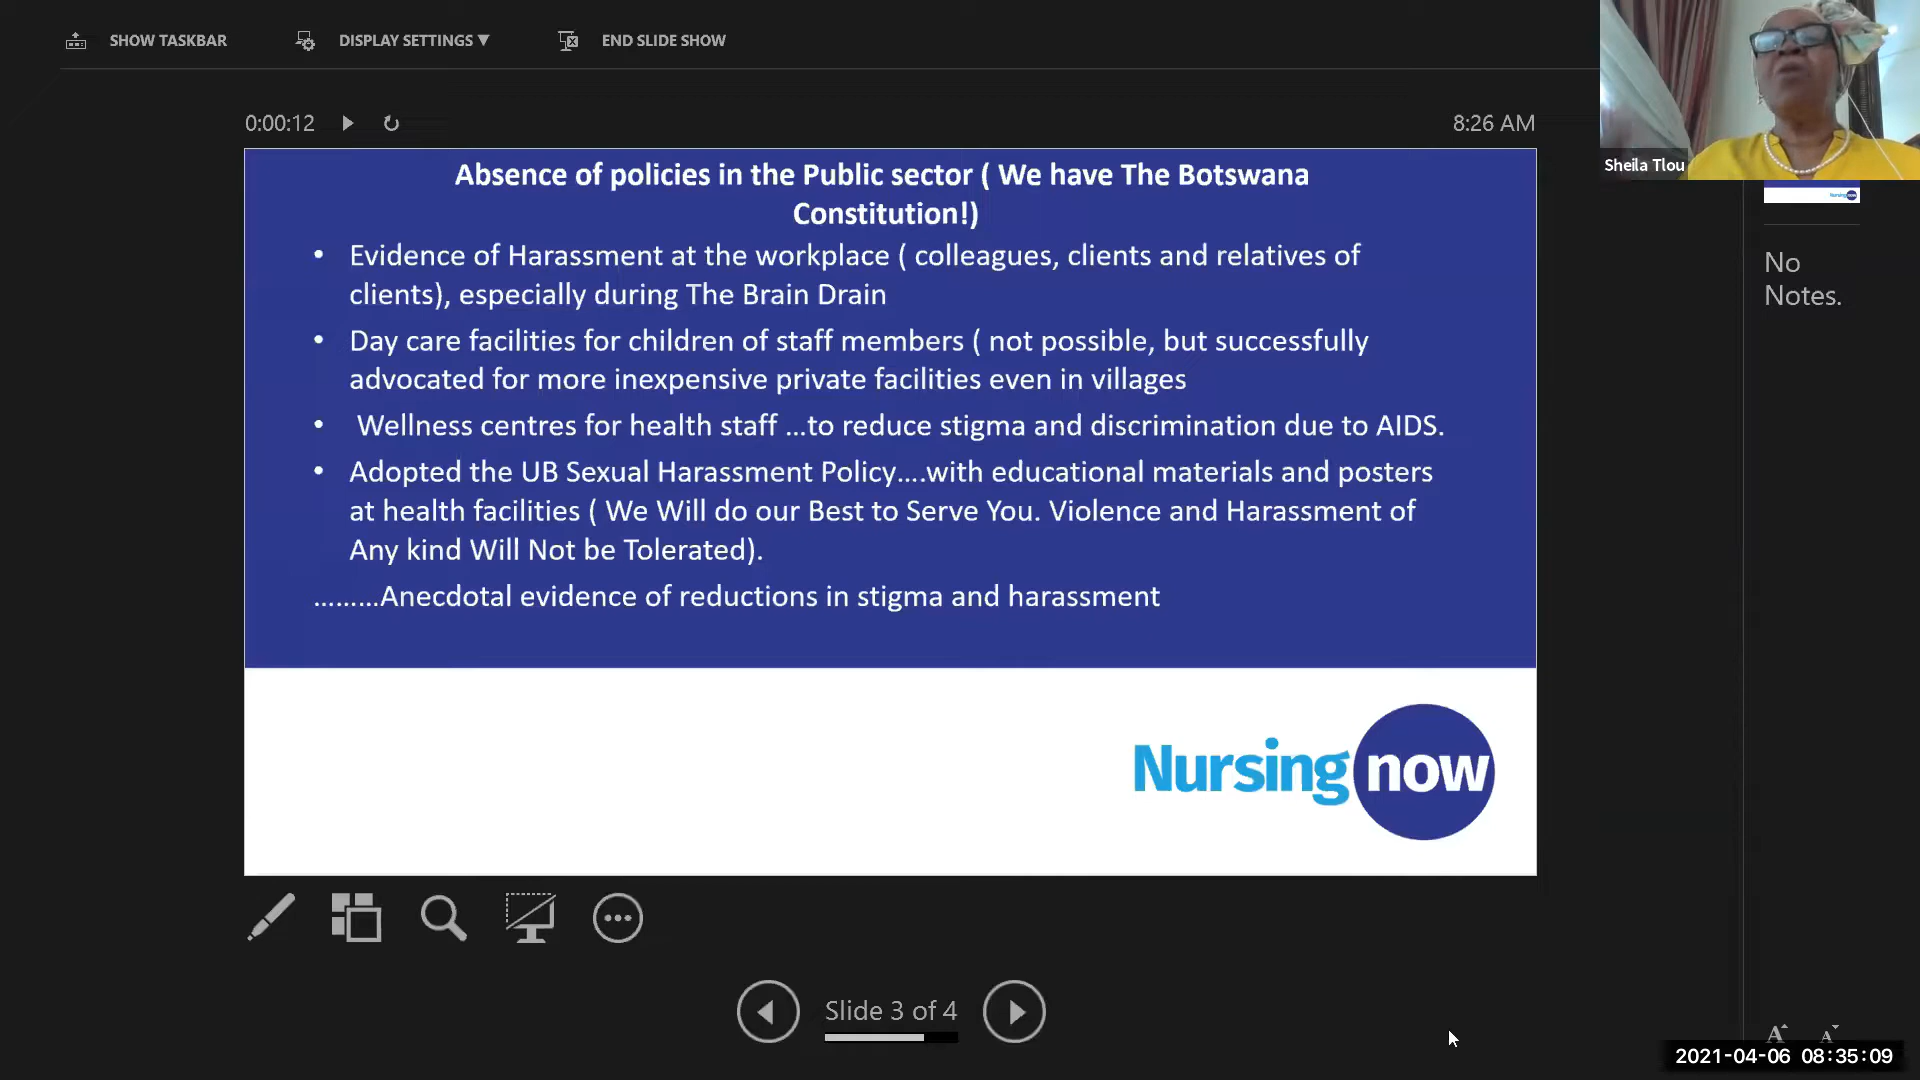 SHOW TASKBAR
DISPLAY SETTINGS ▼
END SLIDE SHOW
Sheila Tlou
0:00:12
8:26 AM
Absence of policies in the Public sector ( We have The Botswana
Constitution!)
• Evidence of Harassment at the workplace ( colleagues, clients and relatives of
clients), especially during The Brain Drain
• Day care facilities for children of staff members ( not possible, but successfully
advocated for more inexpensive private facilities even in villages
• Wellness centres for health staff ...to reduce stigma and discrimination due to AIDS.
• Adopted the UB Sexual Harassment Policy....with educational materials and posters
at health facilities ( We Will do our Best to Serve You. Violence and Harassment of
Any kind Will Not be Tolerated).
.........Anecdotal evidence of reductions in stigma and harassment
Nursing now
Nursing now
No
Notes.
Slide 3 of 4
A A
2021-04-06 08:35:09